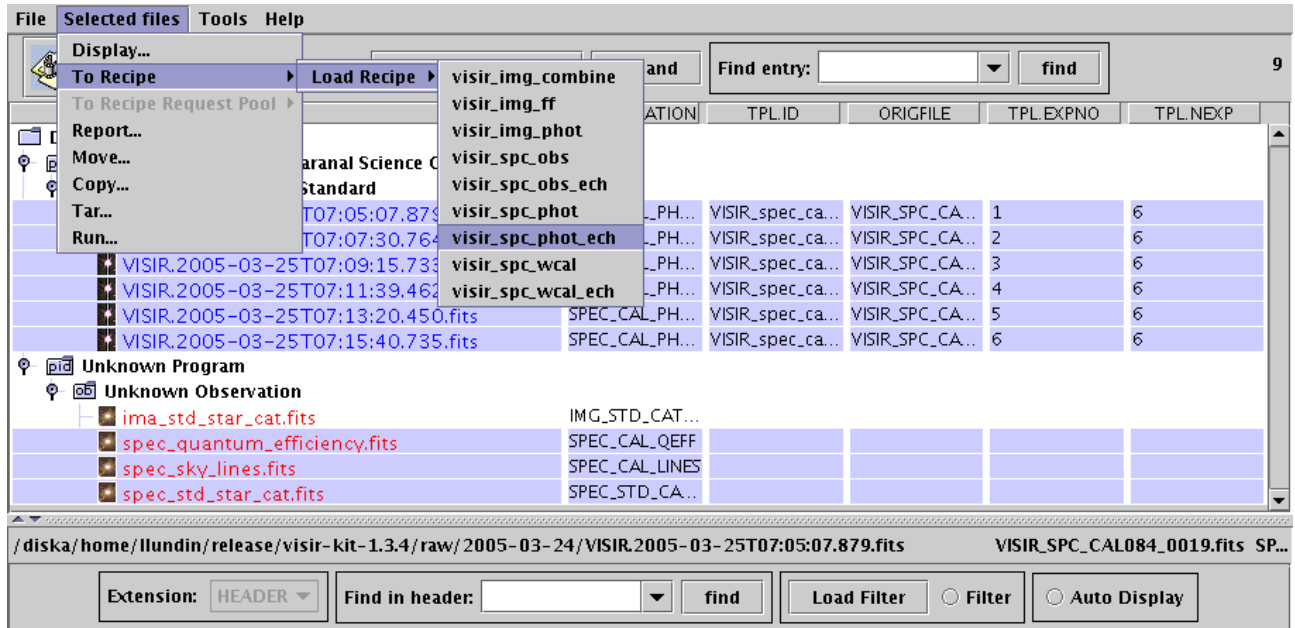 File Selected files Tools Help
Display...
To Recipe Load Recipe visir_img_combine and Find entry: find 9
To Recipe Request Pool visir_img_ff ATION TPL.ID ORIGFILE TPL.EXPNO TPL.NEXP
Report... visir_img_phot
Move... aranal Science visir_spc_obs
Copy... Standard visir_spc_obs_ech
Tar... T07:05:07.879 visir_spc_phot L_PH... VISIR_spec_ca... VISIR_SPC_CA... 1 6
Run... T07:07:30.764 visir_spc_phot_ech L_PH... VISIR_spec_ca... VISIR_SPC_CA... 2 6
VISIR.2005-03-25T07:09:15.733 visir_spc_wcal L_PH... VISIR_spec_ca... VISIR_SPC_CA... 3 6
VISIR.2005-03-25T07:11:39.462 visir_spc_wcal_ech L_PH... VISIR_spec_ca... VISIR_SPC_CA... 4 6
VISIR.2005-03-25T07:13:20.450.fits SPEC_CAL_PH... VISIR_spec_ca... VISIR_SPC_CA... 5 6
VISIR.2005-03-25T07:15:40.735.fits SPEC_CAL_PH... VISIR_spec_ca... VISIR_SPC_CA... 6 6
pid Unknown Program
ob Unknown Observation
ima_std_star_cat.fits IMG_STD_CAT...
spec_quantum_efficiency.fits SPEC_CAL_QEFF
spec_sky_lines.fits SPEC_CAL_LINES
spec_std_star_cat.fits SPEC_STD_CA...
/diska/home/llundin/release/visir-kit-1.3.4/raw/2005-03-24/VISIR.2005-03-25T07:05:07.879.fits VISIR_SPC_CAL084_0019.fits SP...
Extension: HEADER Find in header: find Load Filter Filter Auto Display